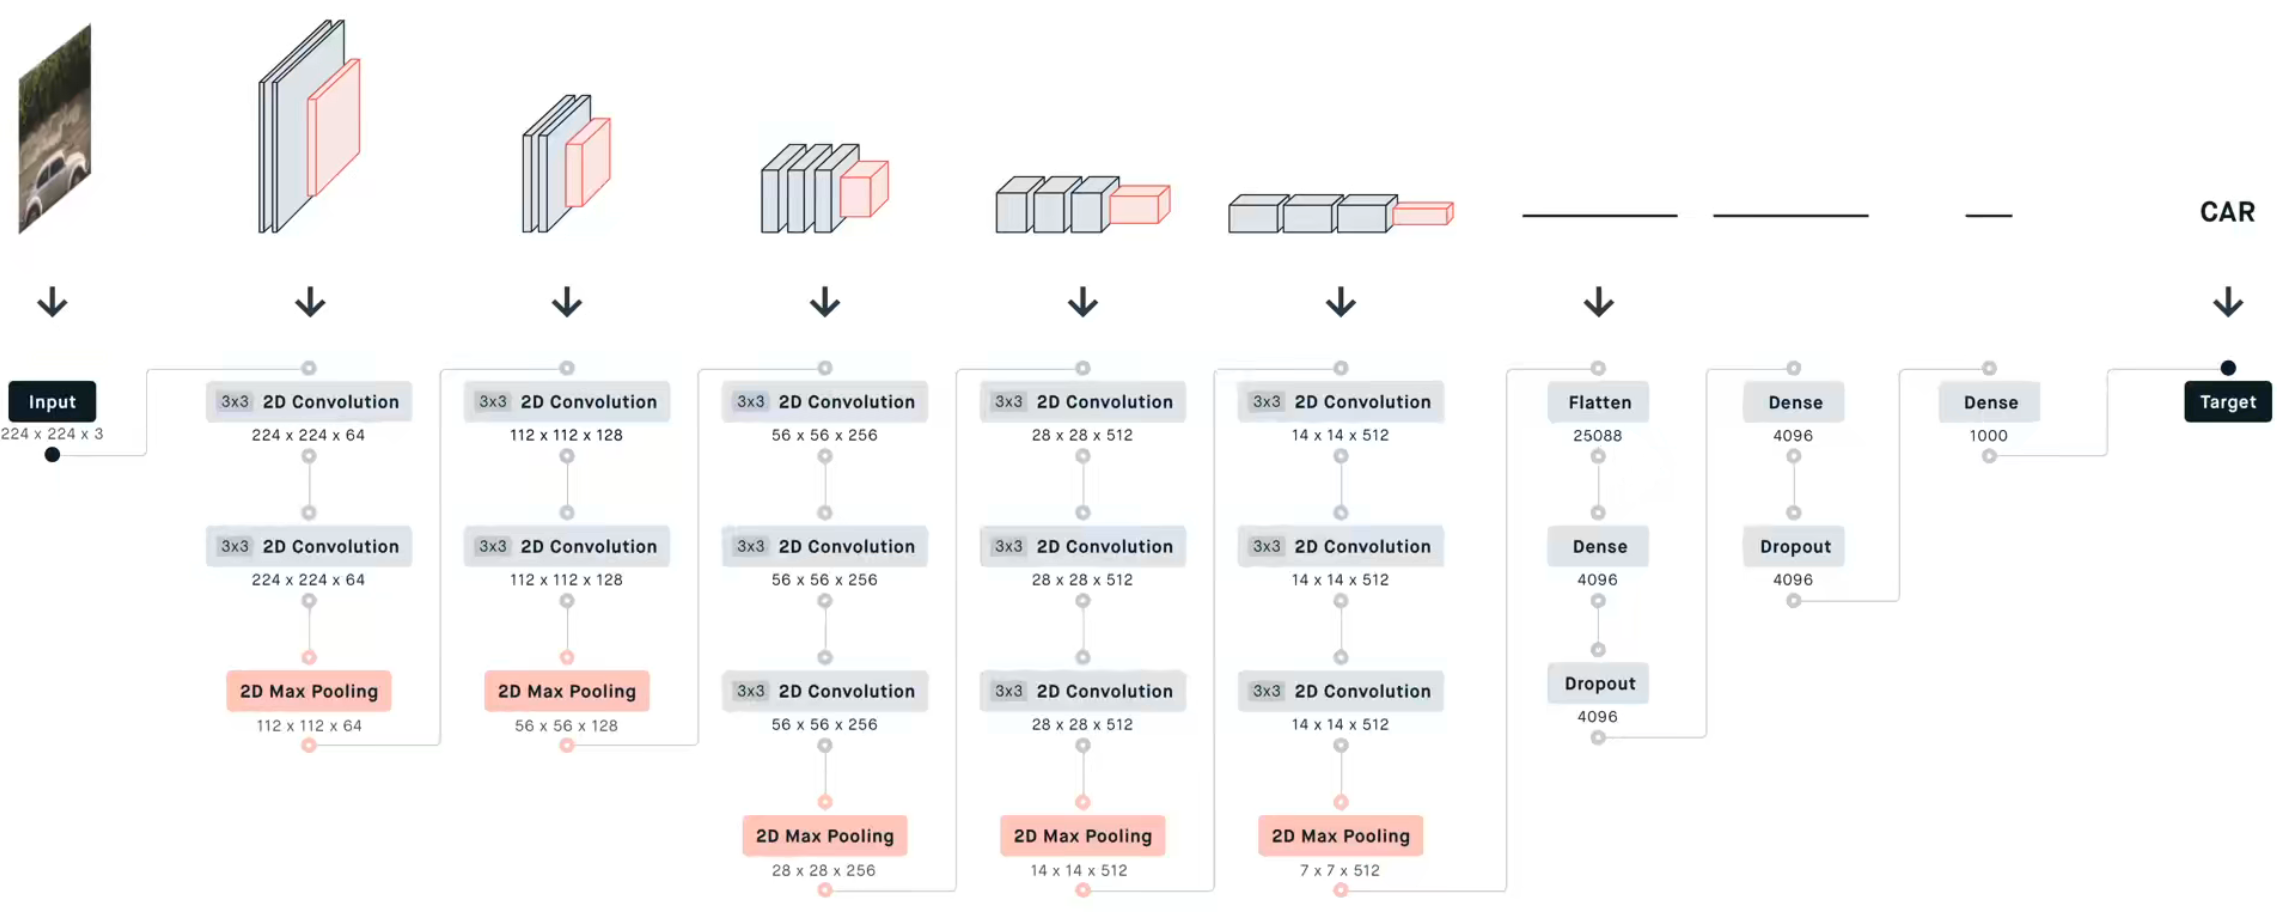 CAR
Input
224 x 224 x 3
3x3 2D Convolution
224 x 224 x 64
3x3 2D Convolution
224 x 224 x 64
2D Max Pooling
112 x 112 x 64
3x3 2D Convolution
112 x 112 x 128
3x3 2D Convolution
112 x 112 x 128
2D Max Pooling
56 x 56 x 128
3x3 2D Convolution
56 x 56 x 256
3x3 2D Convolution
56 x 56 x 256
3x3 2D Convolution
56 x 56 x 256
2D Max Pooling
28 x 28 x 256
3x3 2D Convolution
28 x 28 x 512
3x3 2D Convolution
28 x 28 x 512
3x3 2D Convolution
28 x 28 x 512
2D Max Pooling
14 x 14 x 512
3x3 2D Convolution
14 x 14 x 512
3x3 2D Convolution
14 x 14 x 512
3x3 2D Convolution
14 x 14 x 512
2D Max Pooling
7 x 7 x 512
Flatten
25088
Dense
4096
Dropout
4096
Dense
4096
Dropout
4096
Dense
1000
Target